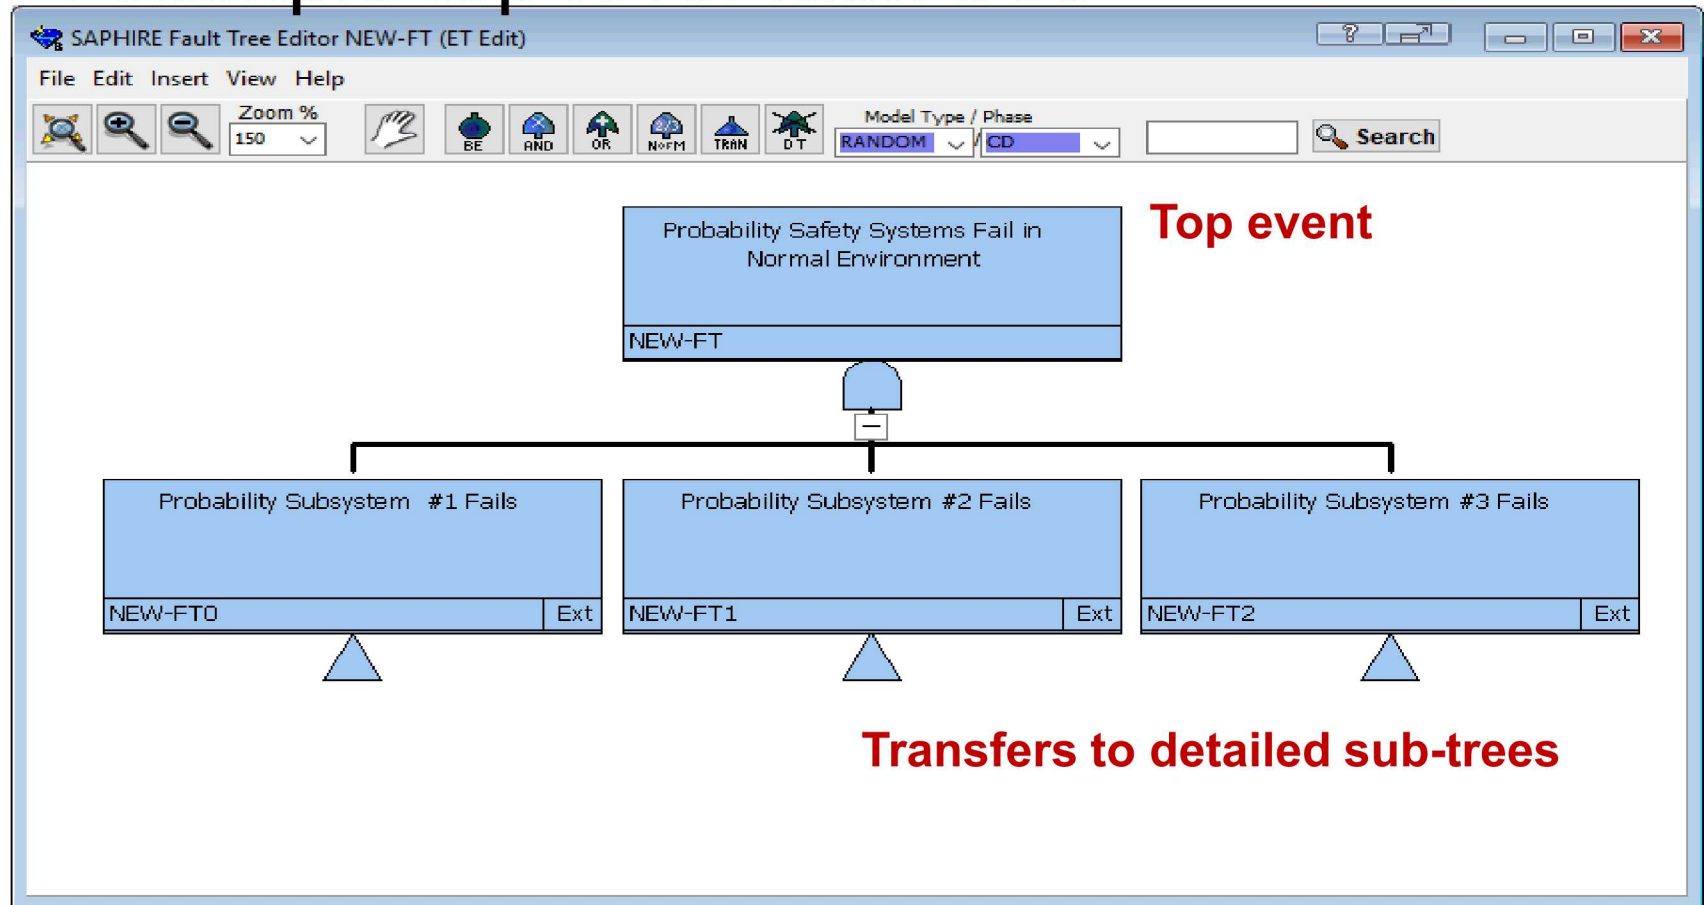 SAPHIRE Fault Tree Editor NEW-FT (ET Edit)
?
File Edit Insert View Help
Zoom %
150
BE
AND
OR
2/3
NOFM
TRAN
DT
Model Type / Phase
RANDOM / CD
Search
Probability Safety Systems Fail in
Normal Environment
NEW-FT
Top event
Probability Subsystem #1 Fails
NEW-FT0 Ext
Probability Subsystem #2 Fails
NEW-FT1 Ext
Probability Subsystem #3 Fails
NEW-FT2 Ext
Transfers to detailed sub-trees